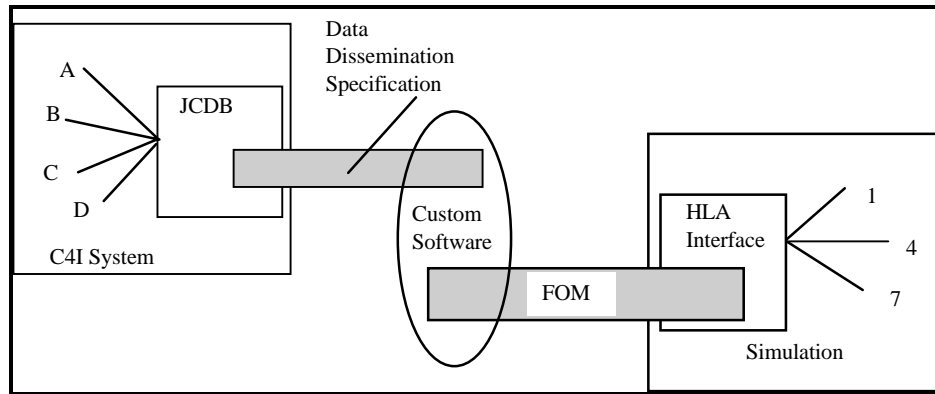 Data
Dissemination
Specification
A
B
C
D
JCDB
C4I System
Custom
Software
HLA
Interface
FOM
1
4
7
Simulation